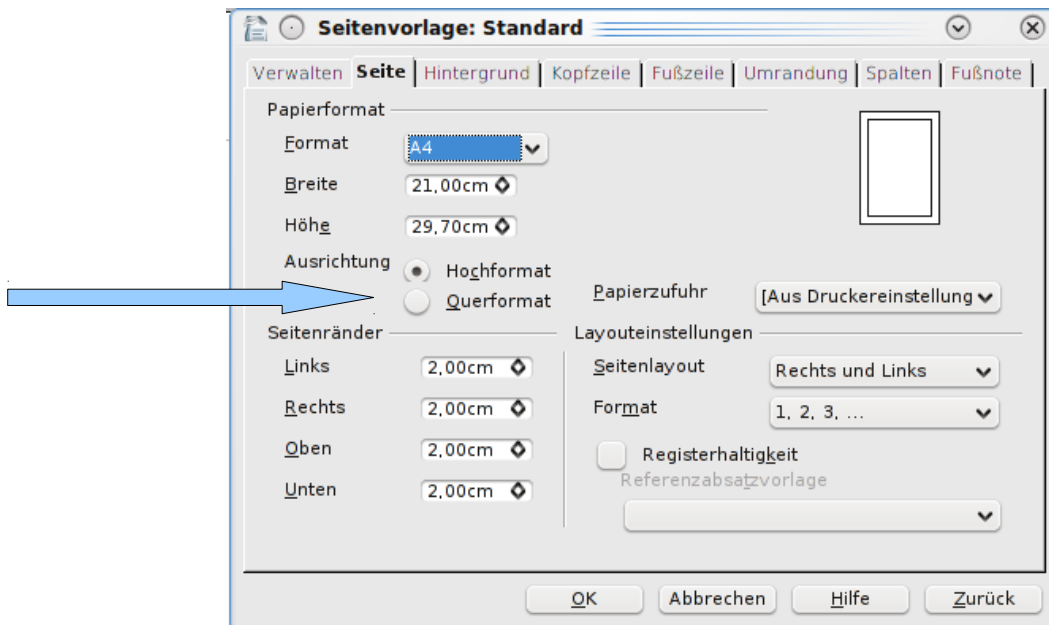 Seitenvorlage: Standard
Verwalten Seite Hintergrund Kopfzeile Fußzeile Umrandung Spalten Fußnote
Papierformat
Format A4
Breite 21,00cm
Höhe 29,70cm
Ausrichtung Hochformat
Querformat
Papierzufuhr [Aus Druckereinstellung
Seitenränder
Links 2,00cm
Rechts 2,00cm
Oben 2,00cm
Unten 2,00cm
Layouteinstellungen
Seitenlayout Rechts und Links
Format 1, 2, 3, ...
Registerhaltigkeit
Referenzabsatzvorlage
OK Abbrechen Hilfe Zurück